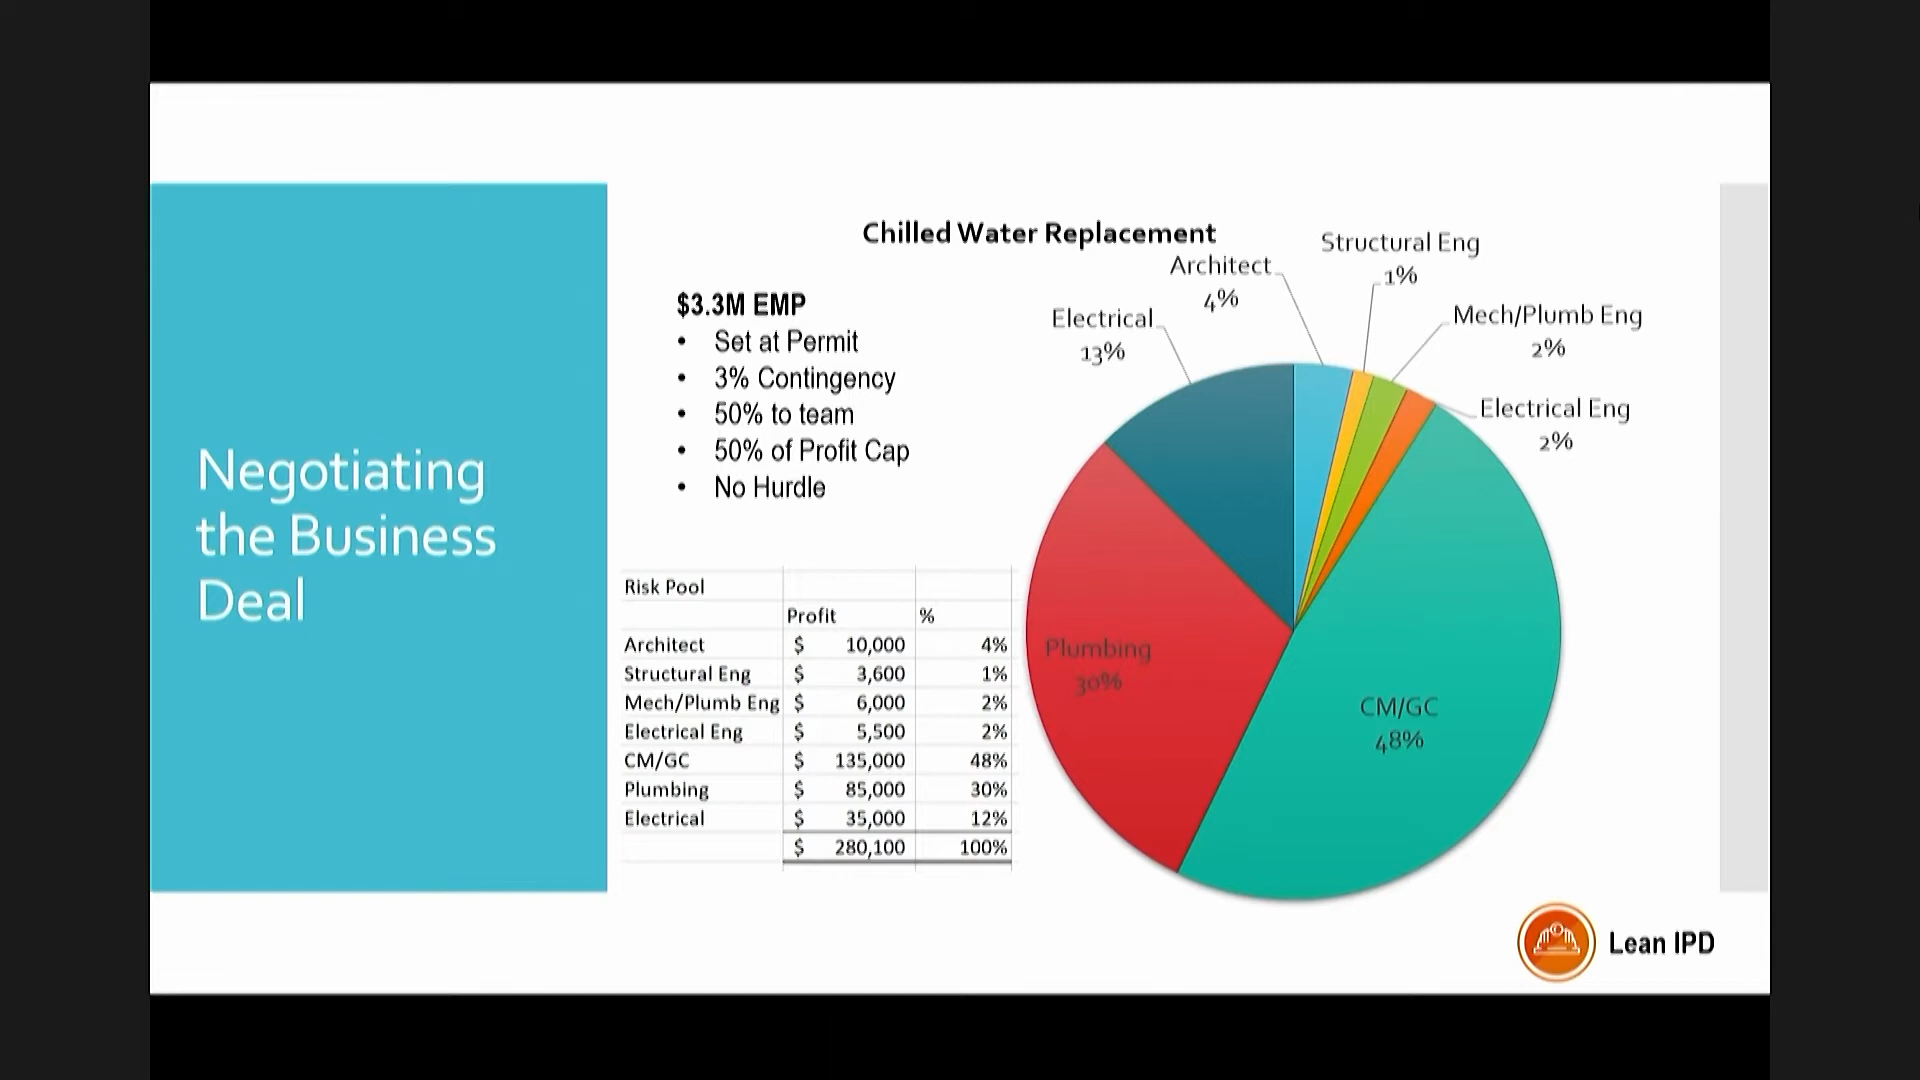 Negotiating
the Business
Deal
Chilled Water Replacement
$3.3M EMP
• Set at Permit
• 3% Contingency
• 50% to team
• 50% of Profit Cap
• No Hurdle
Risk Pool
Profit %
Architect $ 10,000 4%
Structural Eng $ 3,600 1%
Mech/Plumb Eng $ 6,000 2%
Electrical Eng $ 5,500 2%
CM/GC $ 135,000 48%
Plumbing $ 85,000 30%
Electrical $ 35,000 12%
$ 280,100 100%
Electrical
13%
Architect
4%
Structural Eng
1%
Mech/Plumb Eng
2%
Electrical Eng
2%
Plumbing
30%
CM/GC
48%
Lean IPD